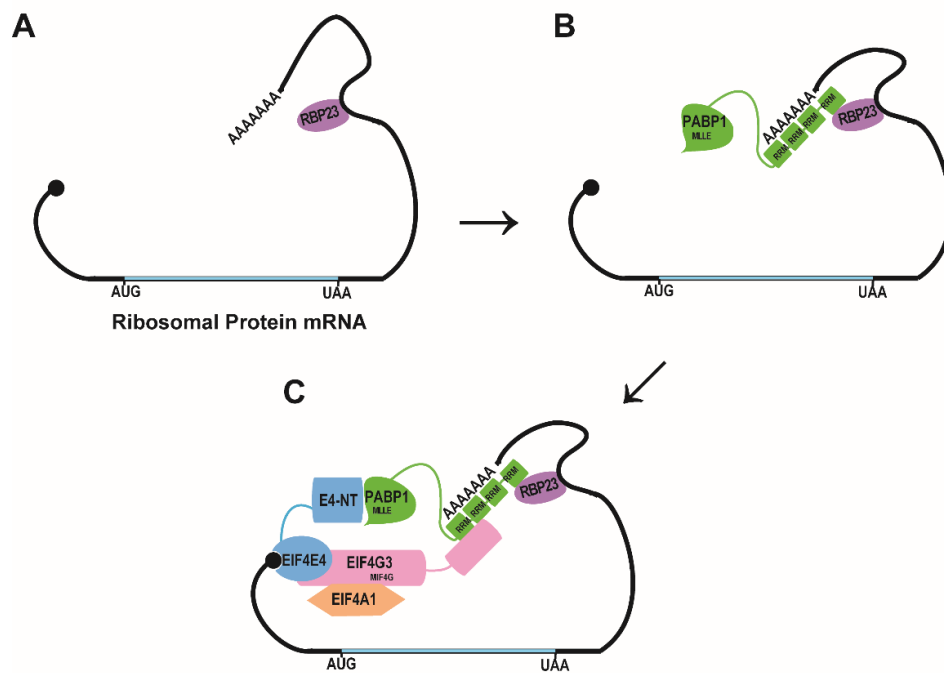 A
AAAAAAA
RBP23
AUG
UAA
Ribosomal Protein mRNA
B
PABP1
MLLE
AAAAAAA
RRM
RRM
RRM
RRM
RBP23
AUG
UAA
C
E4-NT
PABP1
MLLE
AAAAAAA
RRM
RRM
RRM
RRM
RBP23
EIF4E4
EIF4G3
MIF4G
EIF4A1
AUG
UAA